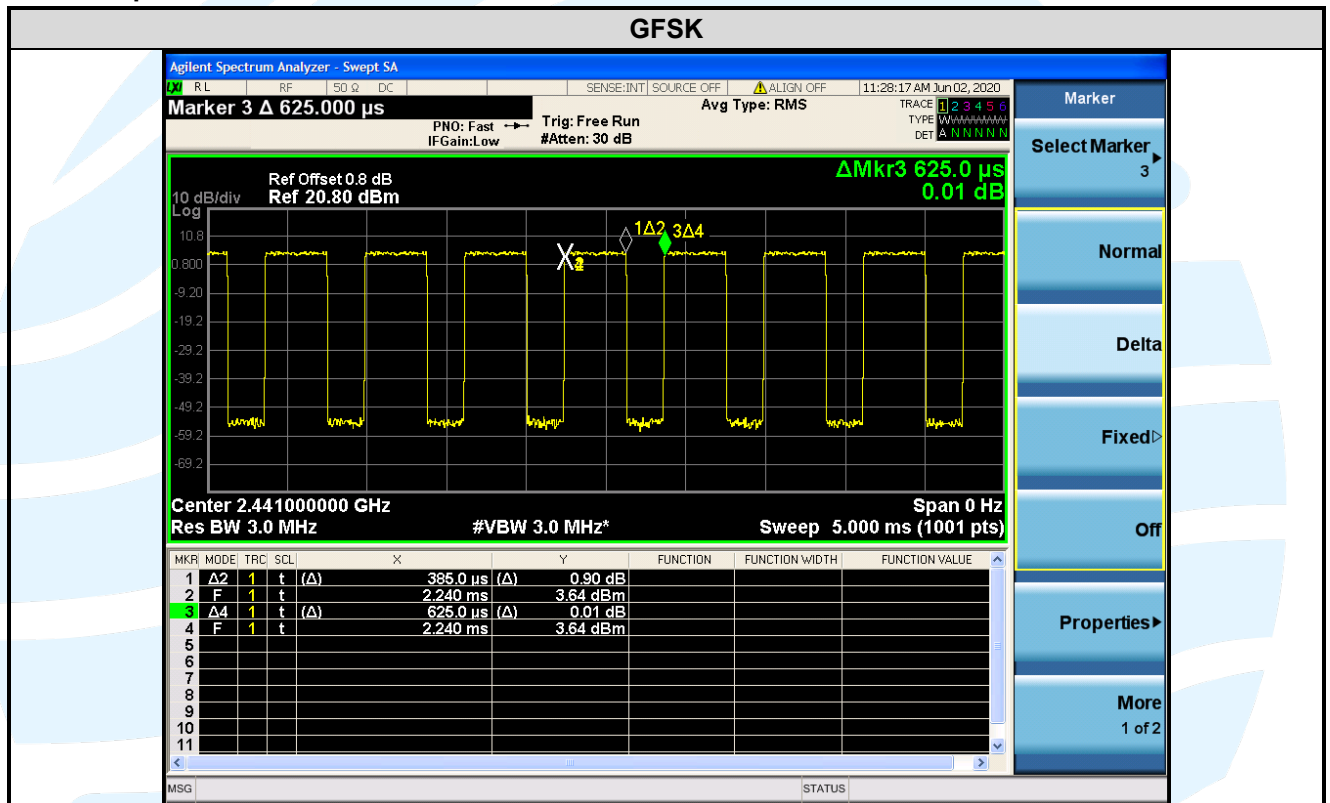 GFSK
Agilent Spectrum Analyzer - Swept SA
LXI RL RF 50 Ω DC SENSE:INT SOURCE OFF ALIGN OFF 11:28:17 AM Jun 02, 2020
Marker 3 Δ 625.000 µs
PNO: Fast
IFGain:Low
Trig: Free Run
#Atten: 30 dB
Avg Type: RMS
TRACE 1 2 3 4 5 6
TYPE WWWWWW
DET A N N N N N
ΔMkr3 625.0 µs
0.01 dB
Ref Offset 0.8 dB
10 dB/div Ref 20.80 dBm
Log
10.8
0.800
-9.20
-19.2
-29.2
-39.2
-49.2
-59.2
-69.2
1Δ2 3Δ4
Center 2.441000000 GHz Span 0 Hz
Res BW 3.0 MHz #VBW 3.0 MHz* Sweep 5.000 ms (1001 pts)
MKR MODE TRC SCL X Y FUNCTION FUNCTION WIDTH FUNCTION VALUE
1 Δ2 1 t (Δ) 385.0 µs (Δ) 0.90 dB
2 F 1 t 2.240 ms 3.64 dBm
3 Δ4 1 t (Δ) 625.0 µs (Δ) 0.01 dB
4 F 1 t 2.240 ms 3.64 dBm
5
6
7
8
9
10
11
MSG STATUS
Marker
Select Marker
3
Normal
Delta
Fixed
Off
Properties
More
1 of 2